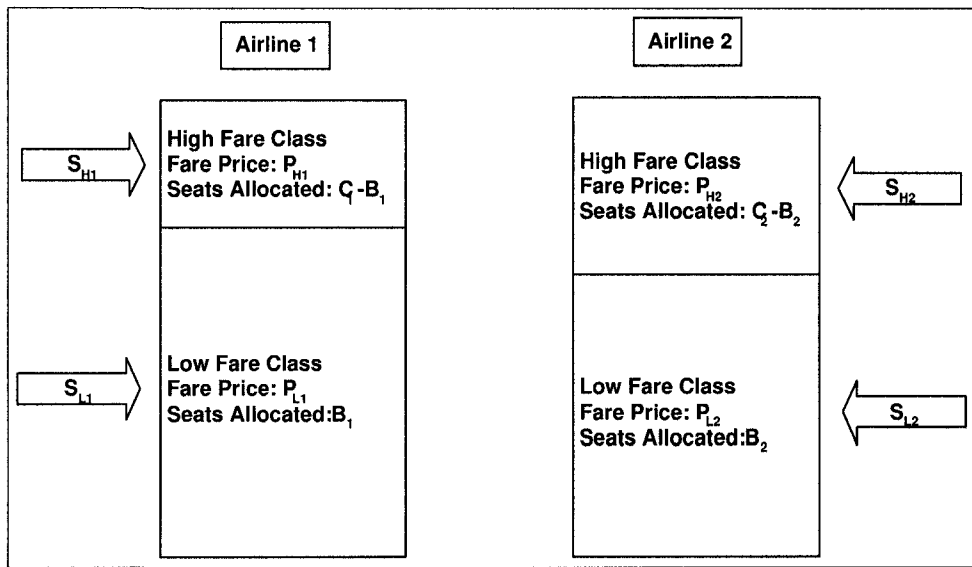 Airline 1
High Fare Class
Fare Price: P_H1
Seats Allocated: C_1-B_1
S_H1
Low Fare Class
Fare Price: P_L1
Seats Allocated:B_1
S_L1
Airline 2
High Fare Class
Fare Price: P_H2
Seats Allocated: C_2-B_2
S_H2
Low Fare Class
Fare Price: P_L2
Seats Allocated:B_2
S_L2